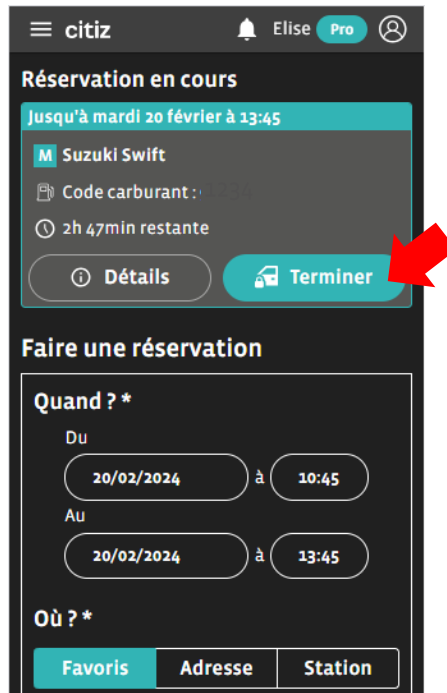 citiz Elise Pro
Réservation en cours
Jusqu'à mardi 20 février à 13:45
M Suzuki Swift
Code carburant : 1234
2h 47min restante
Détails Terminer
Faire une réservation
Quand ? *
Du
20/02/2024 à 10:45
Au
20/02/2024 à 13:45
Où ? *
Favoris Adresse Station